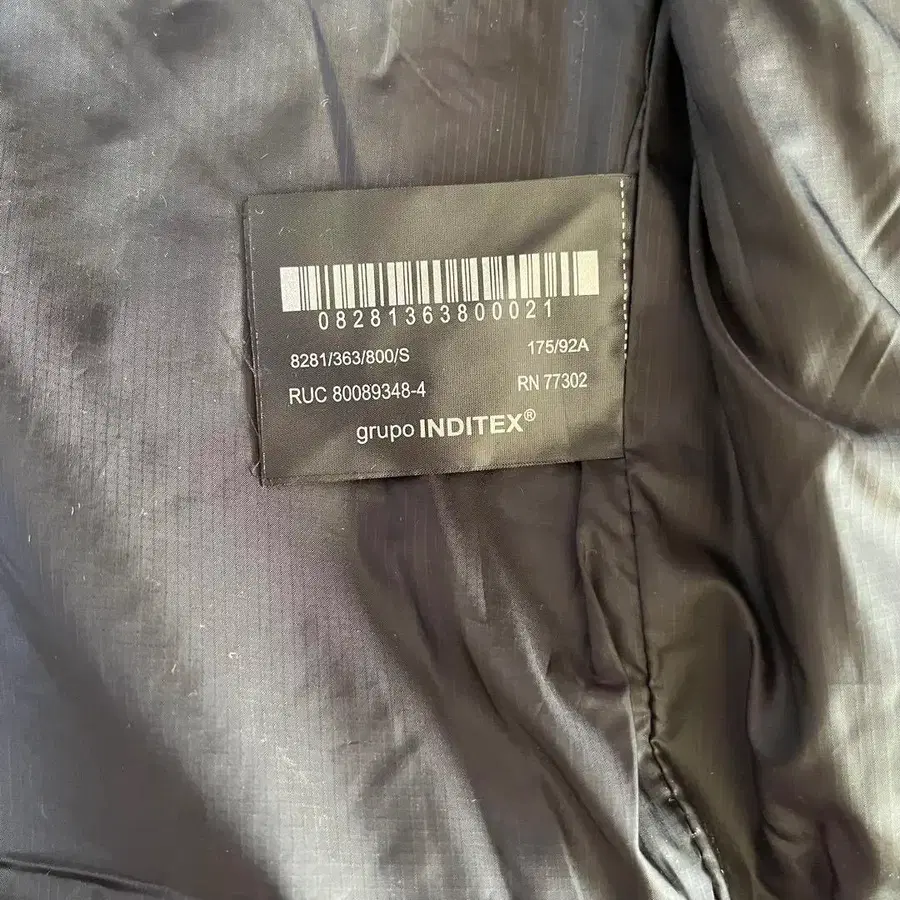 08281363800021
8281/363/800/S 175/92A
RUC 80089348-4 RN 77302
grupo INDITEX®